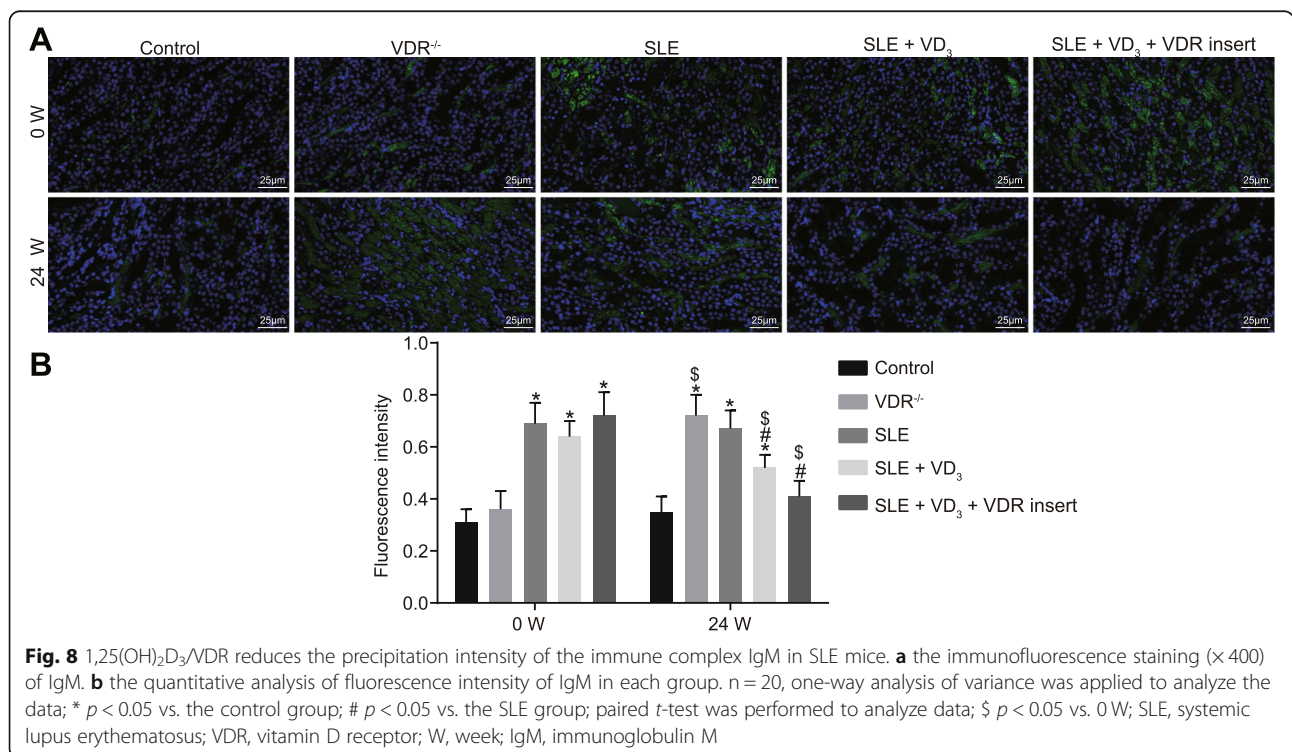 A
Control VDR-/- SLE SLE + VD3 SLE + VD3 + VDR insert
0 W
25μm 25μm 25μm 25μm 25μm
24 W
25μm 25μm 25μm 25μm 25μm
B
Fluorescence intensity
1.0
0.8
0.6
0.4
0.2
0.0
* * *
$ * * $ # * $ #
0 W 24 W
Control
VDR-/-
SLE
SLE + VD3
SLE + VD3 + VDR insert
Fig. 8 1,25(OH)2D3/VDR reduces the precipitation intensity of the immune complex IgM in SLE mice. a the immunofluorescence staining (× 400)
of IgM. b the quantitative analysis of fluorescence intensity of IgM in each group. n = 20, one-way analysis of variance was applied to analyze the
data; * p < 0.05 vs. the control group; # p < 0.05 vs. the SLE group; paired t-test was performed to analyze data; $ p < 0.05 vs. 0 W; SLE, systemic
lupus erythematosus; VDR, vitamin D receptor; W, week; IgM, immunoglobulin M